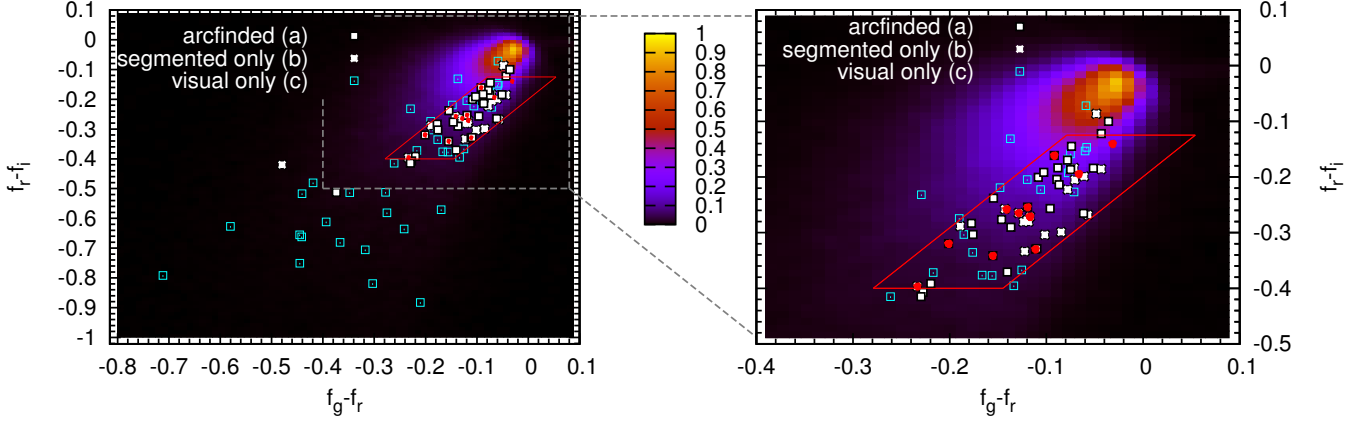 arcfinded (a)
segmented only (b)
visual only (c)
0.1
0
-0.1
-0.2
-0.3
-0.4
-0.5
-0.6
-0.7
-0.8
-0.9
-1
f_r-f_i
-0.8 -0.7 -0.6 -0.5 -0.4 -0.3 -0.2 -0.1 0 0.1
f_g-f_r
1
0.9
0.8
0.7
0.6
0.5
0.4
0.3
0.2
0.1
0
arcfinded (a)
segmented only (b)
visual only (c)
0.1
0
-0.1
-0.2
-0.3
-0.4
-0.5
f_r-f_i
-0.4 -0.3 -0.2 -0.1 0 0.1
f_g-f_r